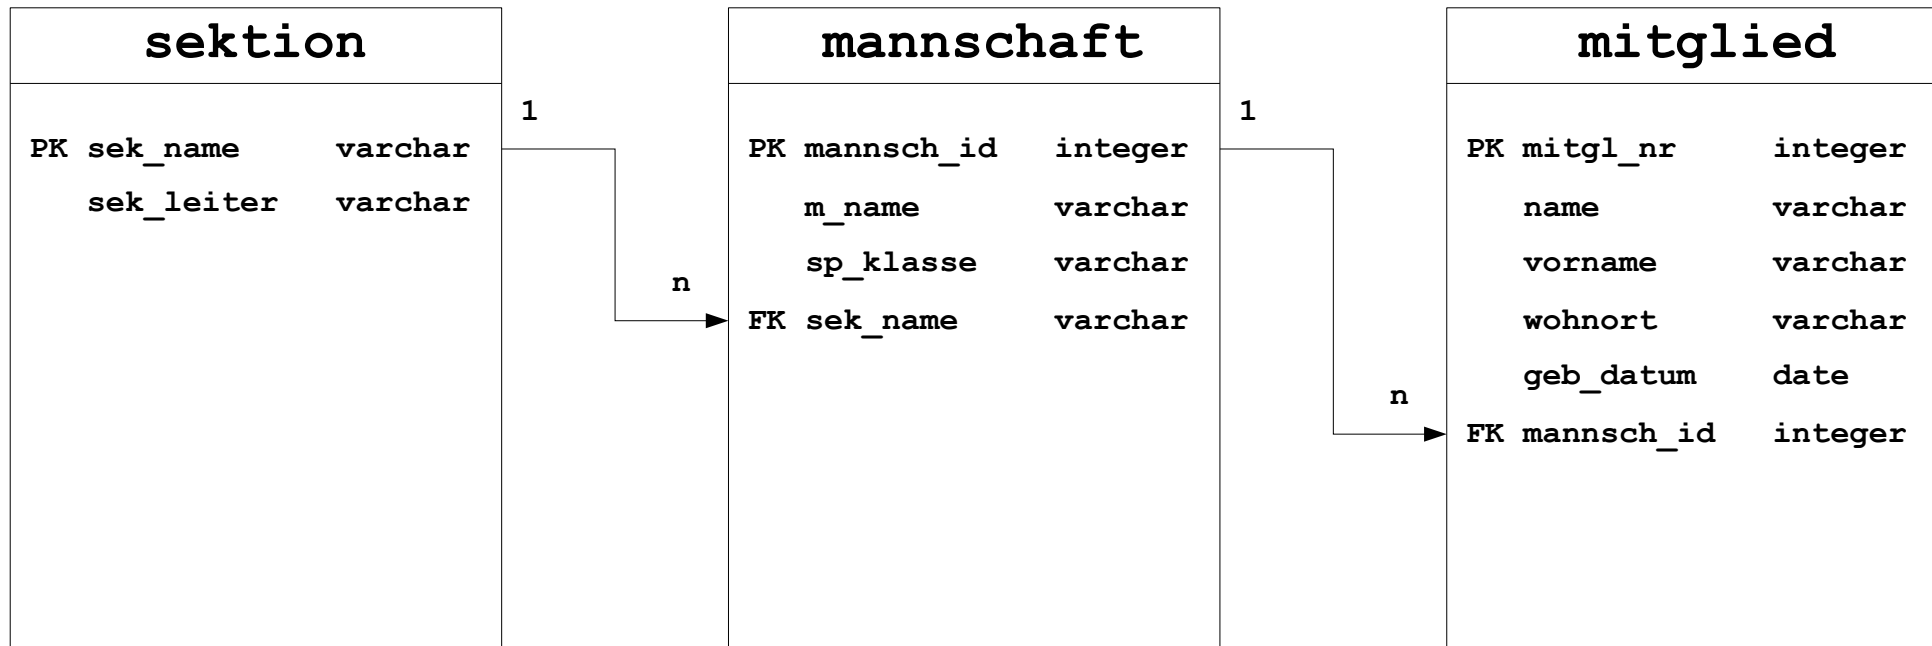 sektion
PK sek_name varchar
sek_leiter varchar
1
n
mannschaft
PK mannsch_id integer
m_name varchar
sp_klasse varchar
FK sek_name varchar
1
n
mitglied
PK mitgl_nr integer
name varchar
vorname varchar
wohnort varchar
geb_datum date
FK mannsch_id integer